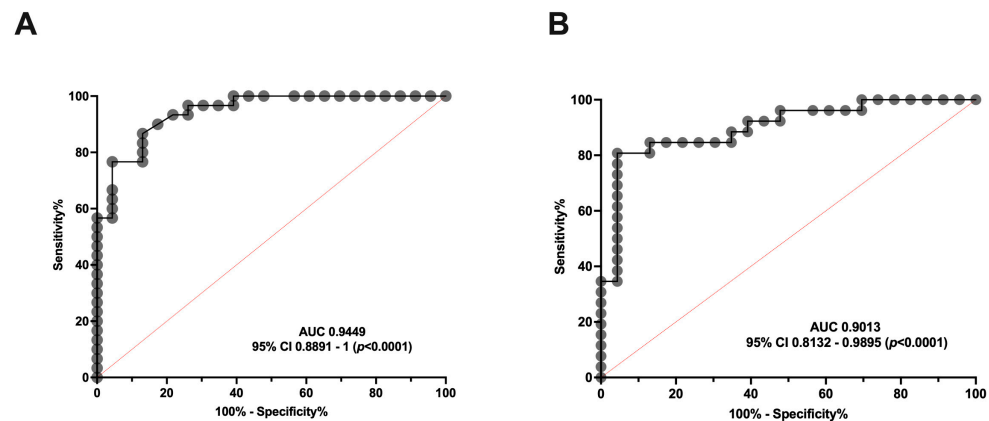 A
B
100
80
60
40
20
0
Sensitivity%
AUC 0.9449
95% CI 0.8891 - 1 (p<0.0001)
0 20 40 60 80 100
100% - Specificity%
100
80
60
40
20
0
Sensitivity%
AUC 0.9013
95% CI 0.8132 - 0.9895 (p<0.0001)
0 20 40 60 80 100
100% - Specificity%